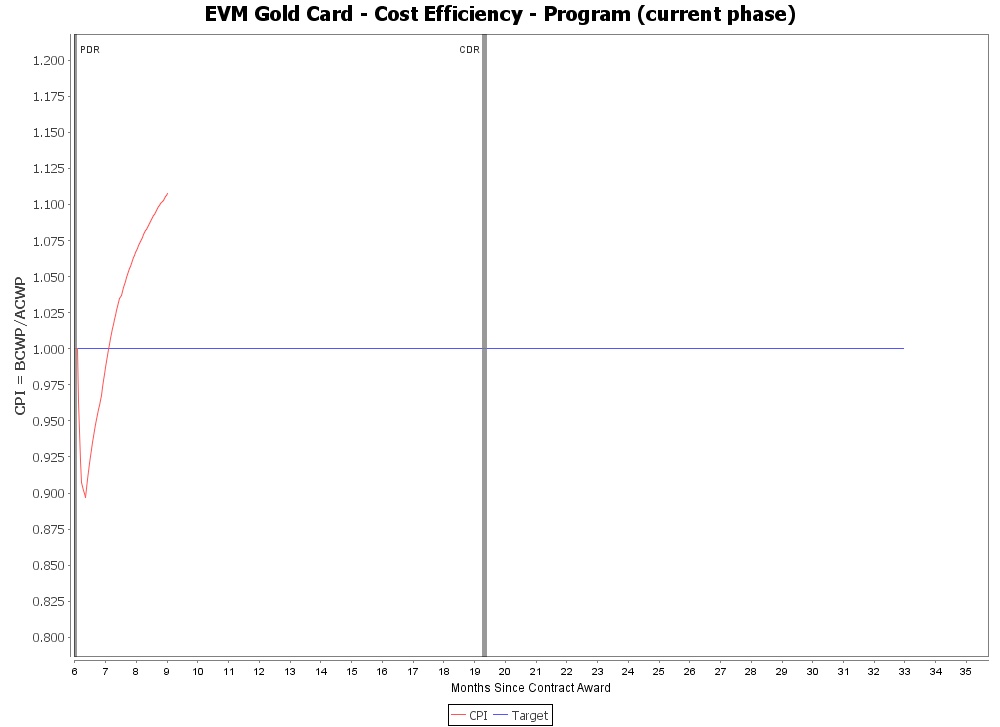 EVM Gold Card - Cost Efficiency - Program (current phase)
PDR
CDR
CPI = BCWP/ACWP
1.200
1.175
1.150
1.125
1.100
1.075
1.050
1.025
1.000
0.975
0.950
0.925
0.900
0.875
0.850
0.825
0.800
6 7 8 9 10 11 12 13 14 15 16 17 18 19 20 21 22 23 24 25 26 27 28 29 30 31 32 33 34 35
Months Since Contract Award
CPI Target